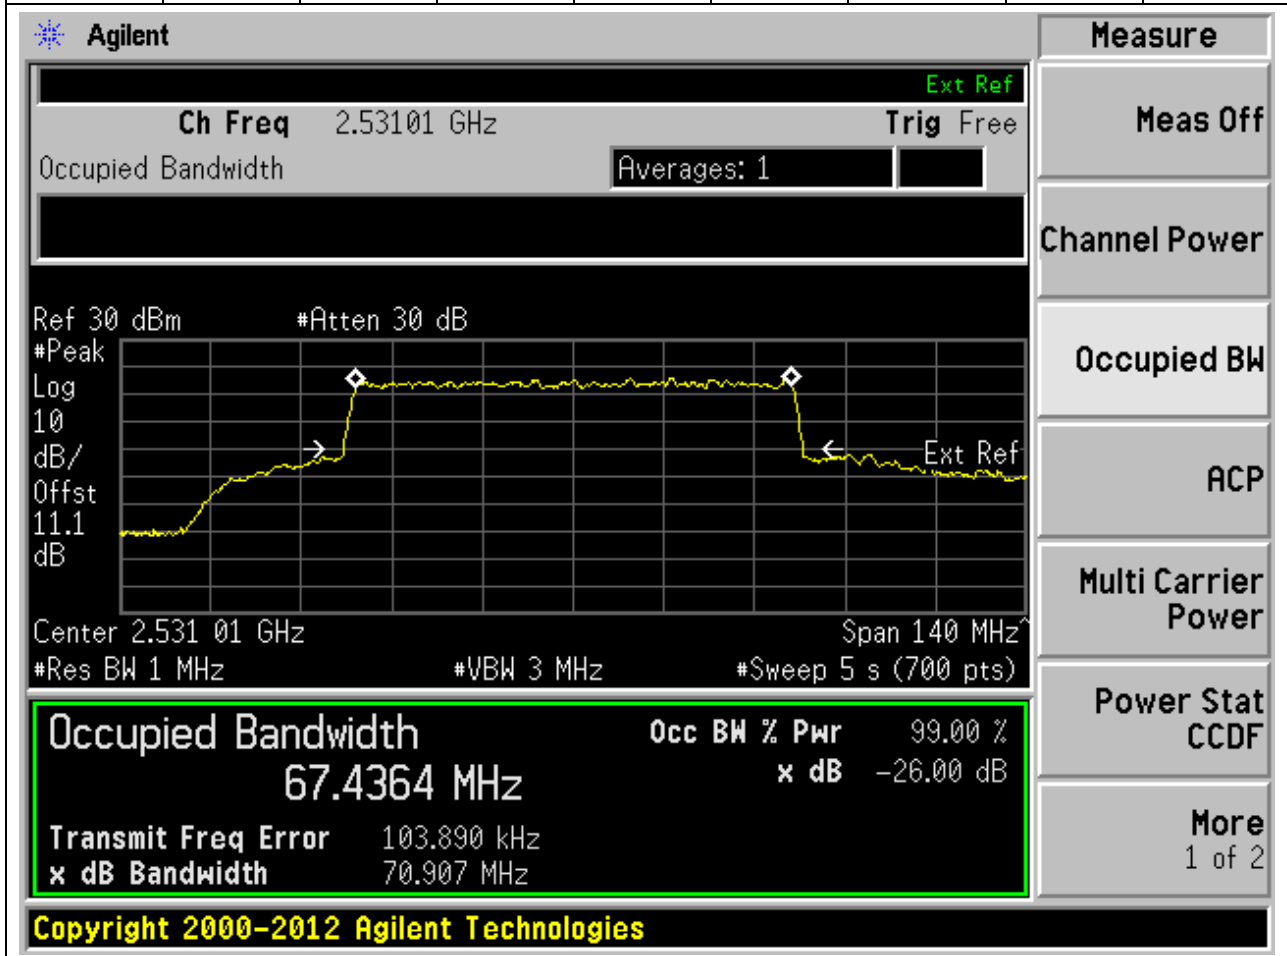 Agilent
Measure
Ext Ref
Ch Freq 2.53101 GHz Trig Free
Meas Off
Occupied Bandwidth Averages: 1
Channel Power
Ref 30 dBm #Atten 30 dB
#Peak
Log
10
dB/
Offst
11.1
dB
Ext Ref
Occupied BW
ACP
Center 2.531 01 GHz Span 140 MHz^
#Res BW 1 MHz #VBW 3 MHz #Sweep 5 s (700 pts)
Multi Carrier
Power
Occupied Bandwidth Occ BW % Pwr 99.00 %
67.4364 MHz x dB -26.00 dB
Transmit Freq Error 103.890 kHz
x dB Bandwidth 70.907 MHz
Power Stat
CCDF
More
1 of 2
Copyright 2000-2012 Agilent Technologies